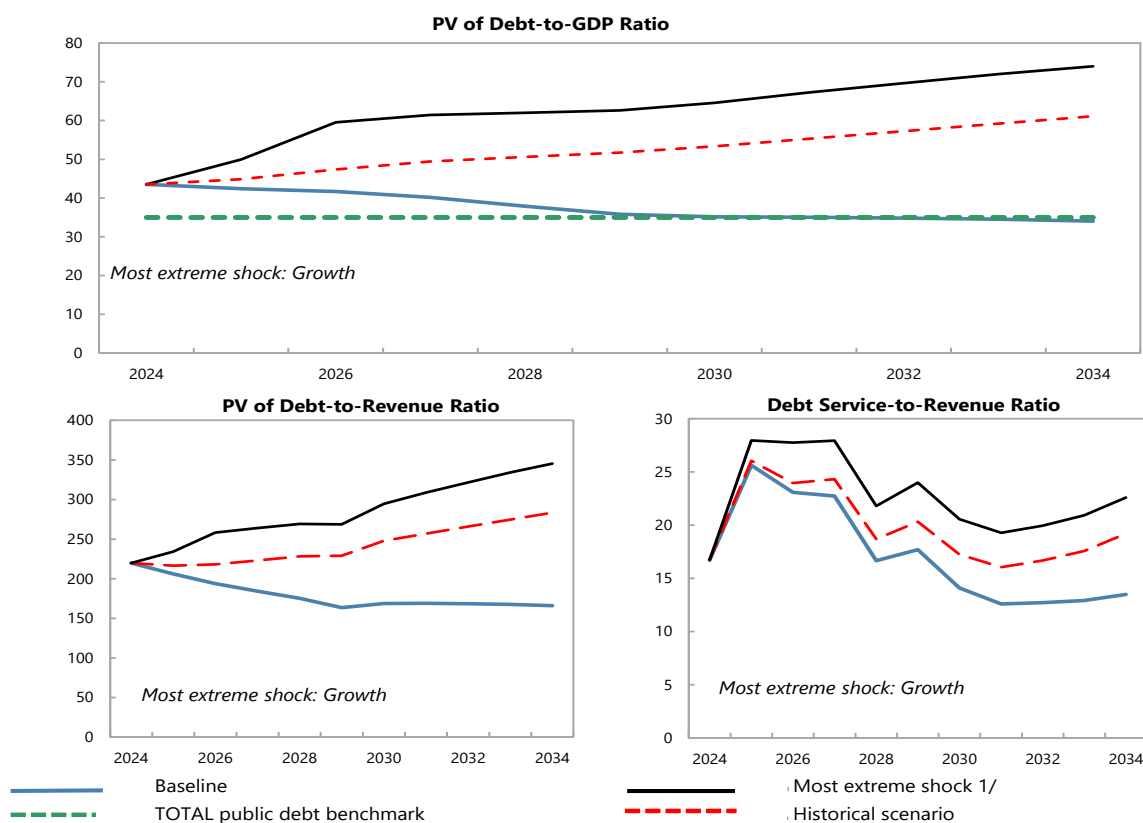 PV of Debt-to-GDP Ratio
80
70
60
50
40
30
20
10
0
Most extreme shock: Growth
2024 2026 2028 2030 2032 2034
PV of Debt-to-Revenue Ratio
400
350
300
250
200
150
100
50
0
Most extreme shock: Growth
2024 2026 2028 2030 2032 2034
Debt Service-to-Revenue Ratio
30
25
20
15
10
5
0
Most extreme shock: Growth
2024 2026 2028 2030 2032 2034
Baseline
Most extreme shock 1/
TOTAL public debt benchmark
Historical scenario